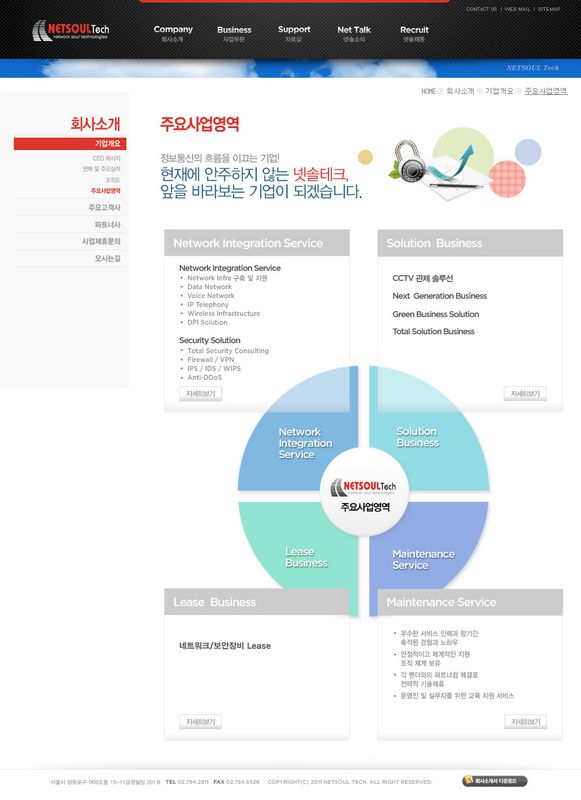 CONTACT US | WEB MAIL | SITEMAP
NETSOULTech
network soul technologies
Company
회사소개
Business
사업부문
Support
자료실
Net Talk
넷솔소식
Recruit
넷솔채용
NETSOUL Tech
HOME 회사소개 기업개요 주요사업영역
회사소개
기업개요
CEO 메시지
연혁 및 주요실적
조직도
주요사업영역
주요고객사
파트너사
사업제휴문의
오시는길
주요사업영역
정보통신의 흐름을 이끄는 기업!
현재에 안주하지 않는 넷솔테크,
앞을 바라보는 기업이 되겠습니다.
Network Integration Service
Network Integration Service
• Network Infra 구축 및 지원
• Data Network
• Voice Network
• IP Telephony
• Wireless Infrastructure
• DPI Solution
Security Solution
• Total Security Consulting
• Firewall / VPN
• IPS / IDS / WIPS
• Anti-DDoS
자세히보기
Solution Business
CCTV 관제 솔루션
Next Generation Business
Green Business Solution
Total Solution Business
자세히보기
Network
Integration
Service
Solution
Business
NETSOULTech
network soul technologies
주요사업영역
Lease
Business
Maintenance
Service
Lease Business
네트워크/보안장비 Lease
자세히보기
Maintenance Service
• 우수한 서비스 인력과 장기간
축적된 경험과 노하우
• 안정적이고 체계적인 지원
조직 체계 보유
• 각 벤더와의 파트너쉽 체결로
전략적 기술제휴
• 운영진 및 실무자를 위한 교육 지원 서비스
자세히보기
서울시 영등포구 여의도동 15-11금영빌딩 201호 TEL 02.784.2911 FAX 02.784.6526 COPYRIGHT(C) 2011 NETSOUL TECH. ALL RIGHT RESERVED.
회사소개서 다운로드